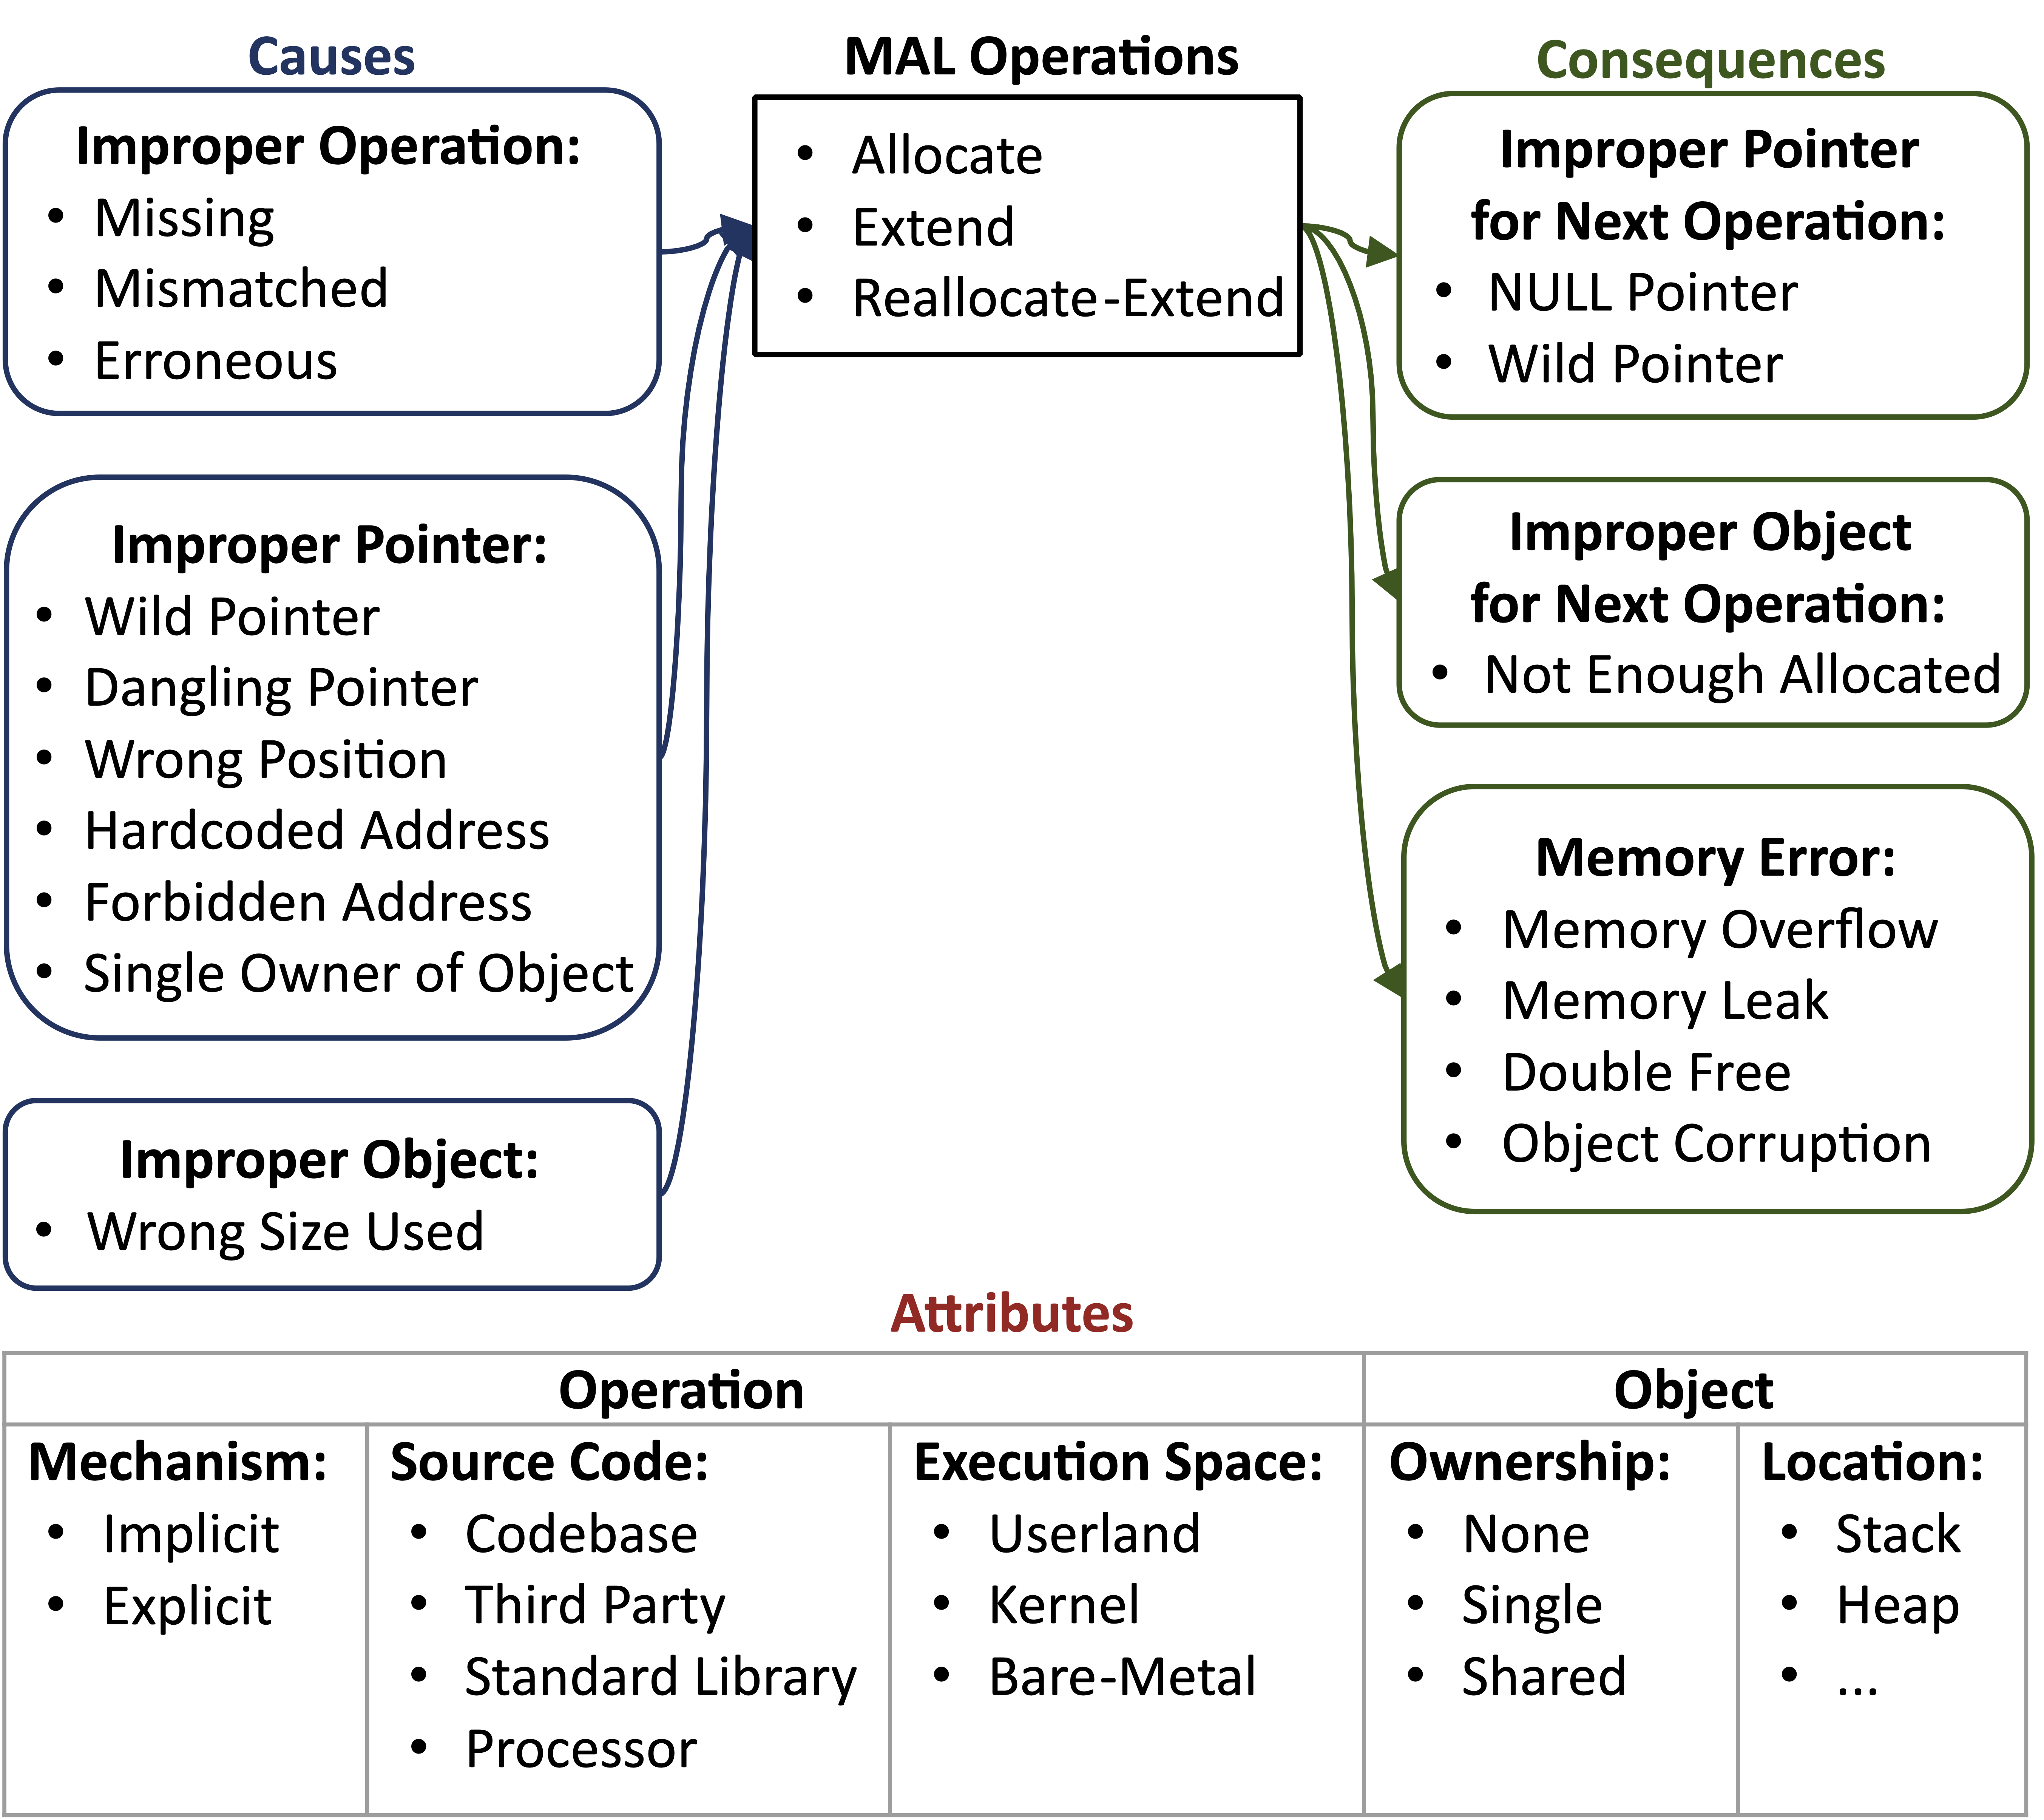 Causes
Improper Operation:
• Missing
• Mismatched
• Erroneous
Improper Pointer:
• Wild Pointer
• Dangling Pointer
• Wrong Position
• Hardcoded Address
• Forbidden Address
• Single Owner of Object
Improper Object:
• Wrong Size Used
MAL Operations
• Allocate
• Extend
• Reallocate-Extend
Consequences
Improper Pointer
for Next Operation:
• NULL Pointer
• Wild Pointer
Improper Object
for Next Operation:
• Not Enough Allocated
Memory Error:
• Memory Overflow
• Memory Leak
• Double Free
• Object Corruption
Attributes
Operation
Mechanism:
• Implicit
• Explicit
Source Code:
• Codebase
• Third Party
• Standard Library
• Processor
Execution Space:
• Userland
• Kernel
• Bare-Metal
Object
Ownership:
• None
• Single
• Shared
Location:
• Stack
• Heap
• ...